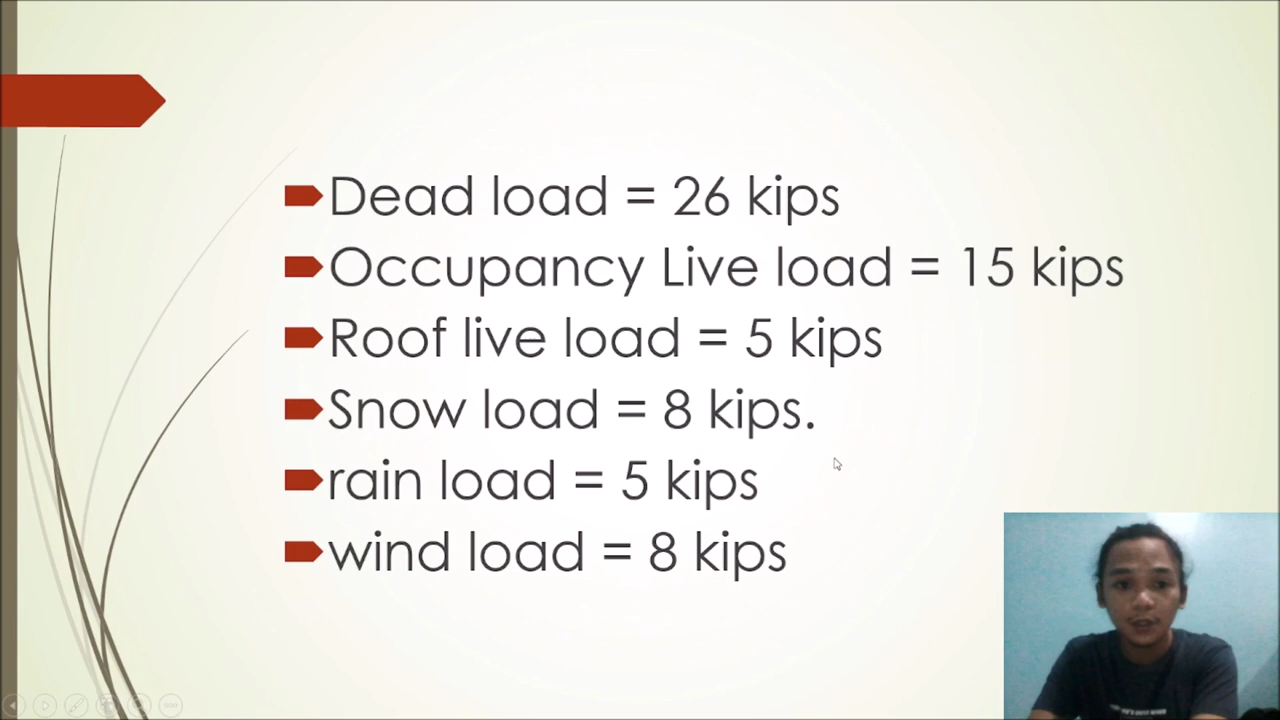 Dead load = 26 kips
Occupancy Live load = 15 kips
Roof live load = 5 kips
Snow load = 8 kips.
rain load = 5 kips
wind load = 8 kips